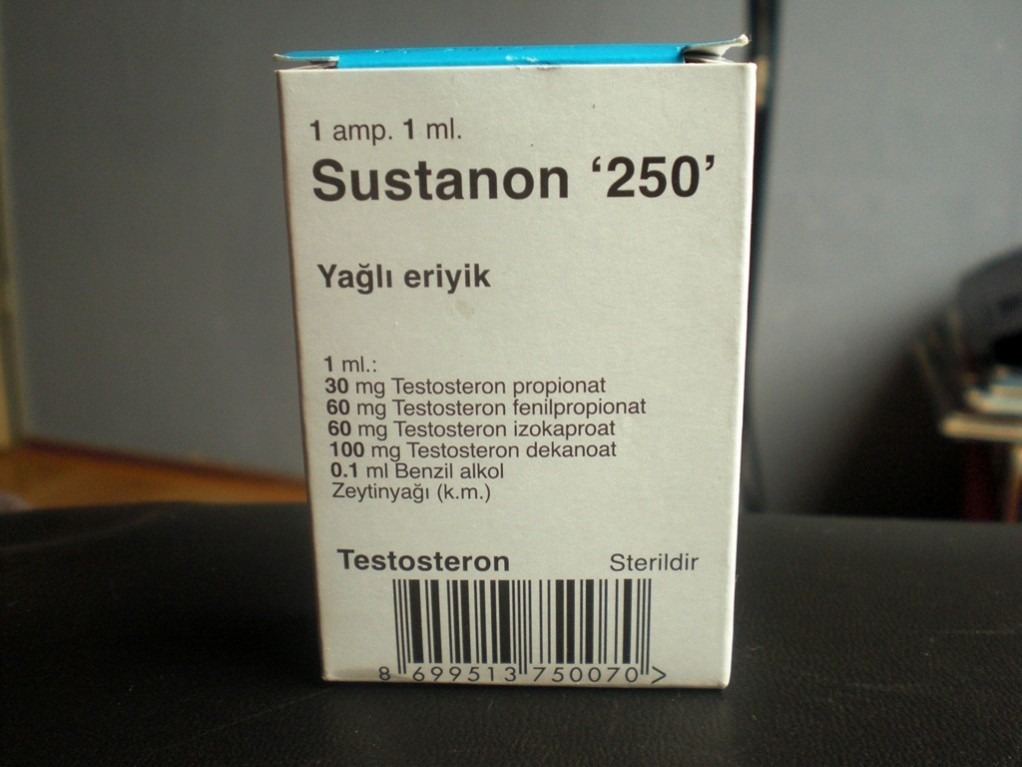 1 amp. 1 ml.
Sustanon ‘250’
Yağlı eriyik
1 ml.:
30 mg Testosteron propionat
60 mg Testosteron fenilpropionat
60 mg Testosteron izokaproat
100 mg Testosteron dekanoat
0.1 ml Benzil alkol
Zeytinyağı (k.m.)
Testosteron Sterildir
8 699513 750070 >